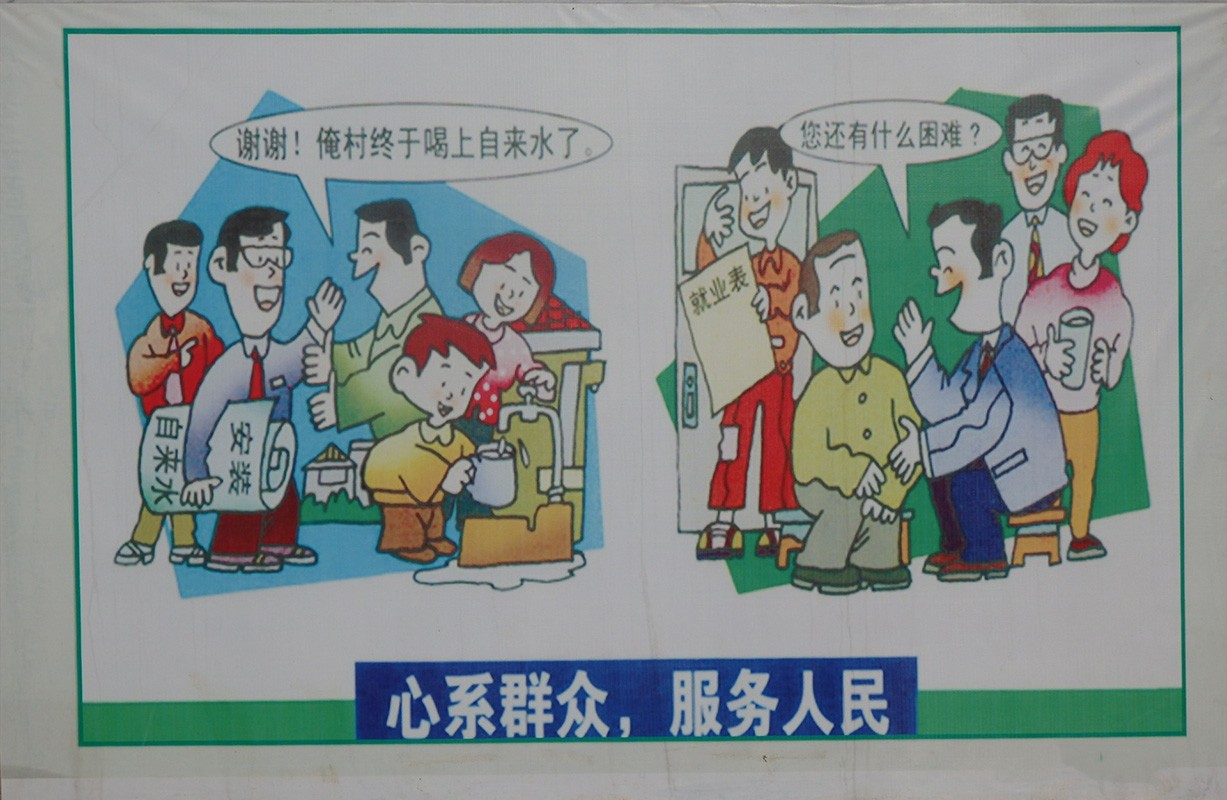 谢谢！俺村终于喝上自来水了。
您还有什么困难？
就业表
自来水
安装
心系群众，服务人民